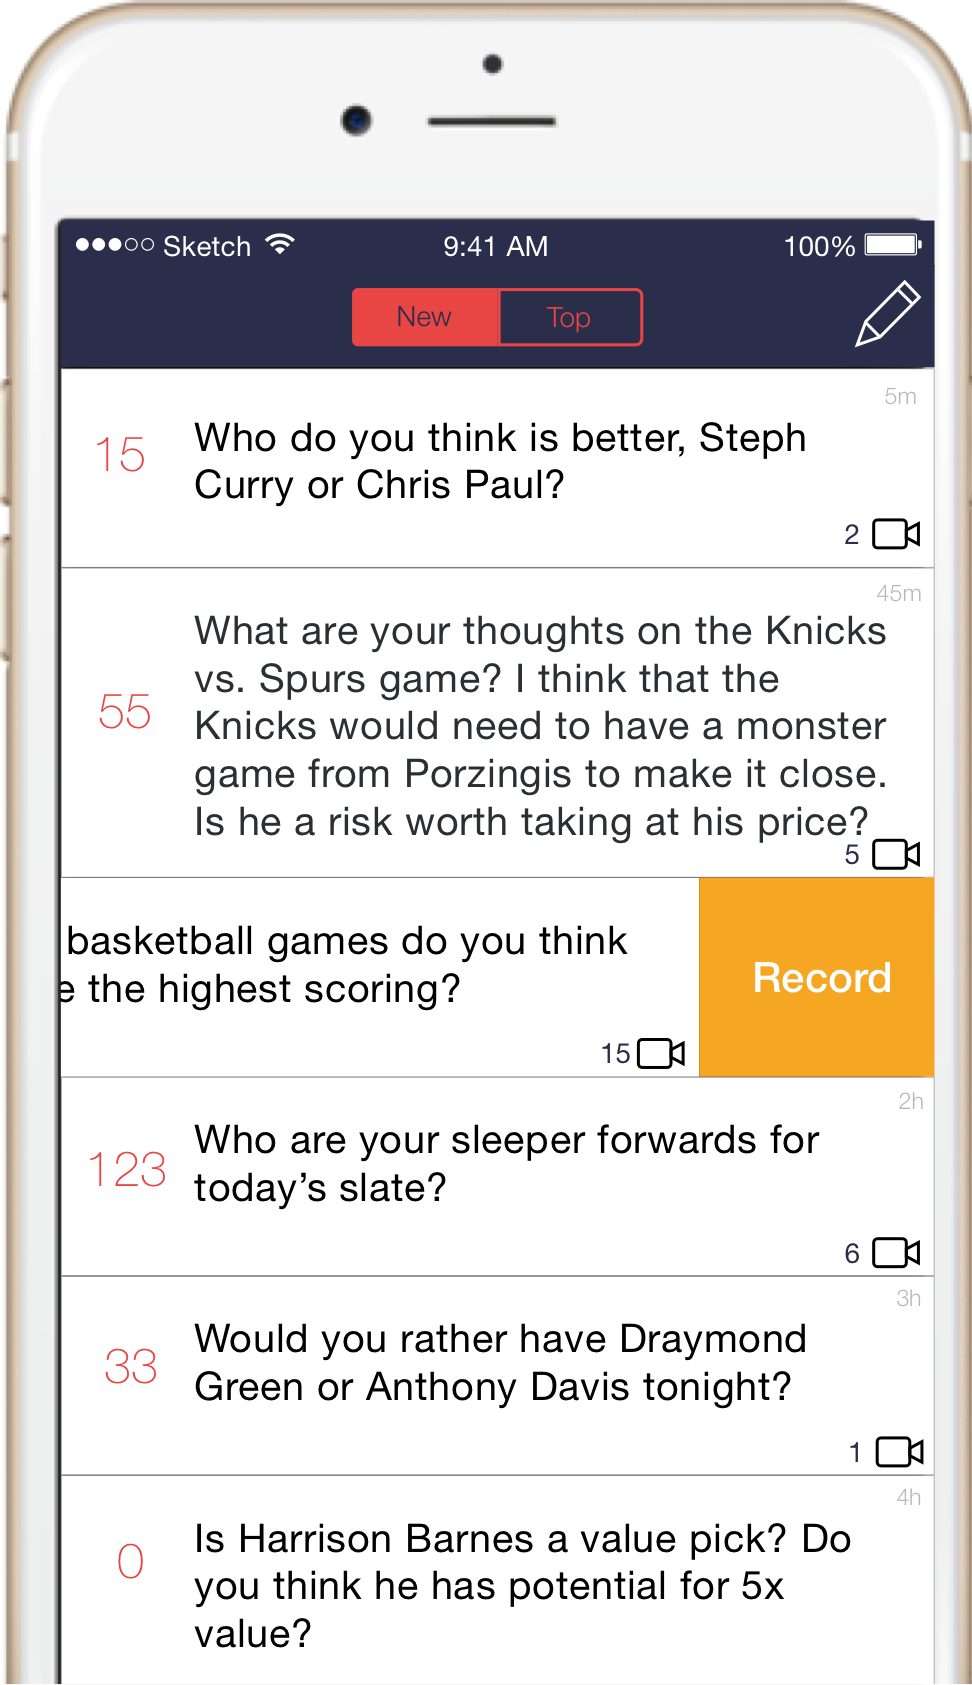 Sketch 9:41 AM 100%
New Top
5m
15 Who do you think is better, Steph
Curry or Chris Paul?
2
45m
What are your thoughts on the Knicks
vs. Spurs game? I think that the
55 Knicks would need to have a monster
game from Porzingis to make it close.
Is he a risk worth taking at his price?
5
basketball games do you think
e the highest scoring?
Record
15
2h
123 Who are your sleeper forwards for
today’s slate?
6
3h
33 Would you rather have Draymond
Green or Anthony Davis tonight?
1
4h
0 Is Harrison Barnes a value pick? Do
you think he has potential for 5x
value?